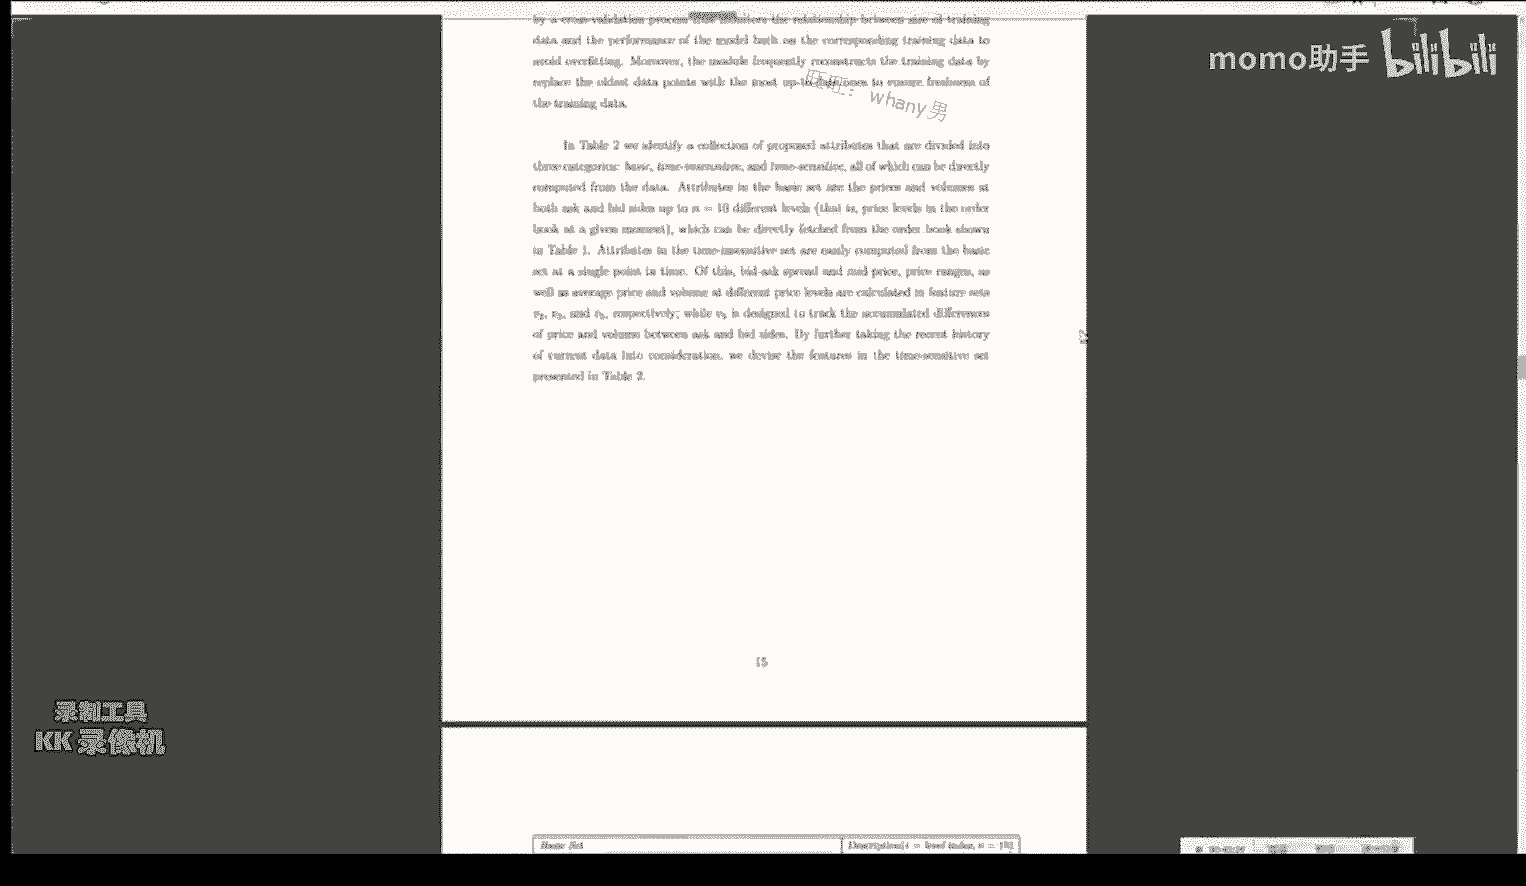 momo助手 bilibili
by a cross-validation process that monitors the relationship between size of training
data and the performance of the model both on the corresponding training data to
avoid overfitting. Moreover, the module frequently reconstructs the training data by
replace the oldest data points with the most up-to-date ones to ensure freshness of
the training data.
whany男
In Table 2 we identify a collection of proposed attributes that are divided into
three categories: basic, time-insensitive, and time-sensitive, all of which can be directly
computed from the data. Attributes in the basic set are the prices and volumes at
both ask and bid sides up to n = 10 different levels (that is, price levels in the order
book at a given moment), which can be directly fetched from the order book shown
in Table 1. Attributes in the time-insensitive set are easily computed from the basic
set at a single point in time. Of this, bid-ask spread and mid price, price ranges, as
well as average price and volume at different price levels are calculated in feature sets
and respectively; while is designed to track the accumulated differences
of price and volume between ask and bid sides. By further taking the recent history
of current data into consideration, we devise the features in the time-sensitive set
presented in Table 2.
15
录制工具
KK 录像机
Basic Set Description(i = level index, n = 10)